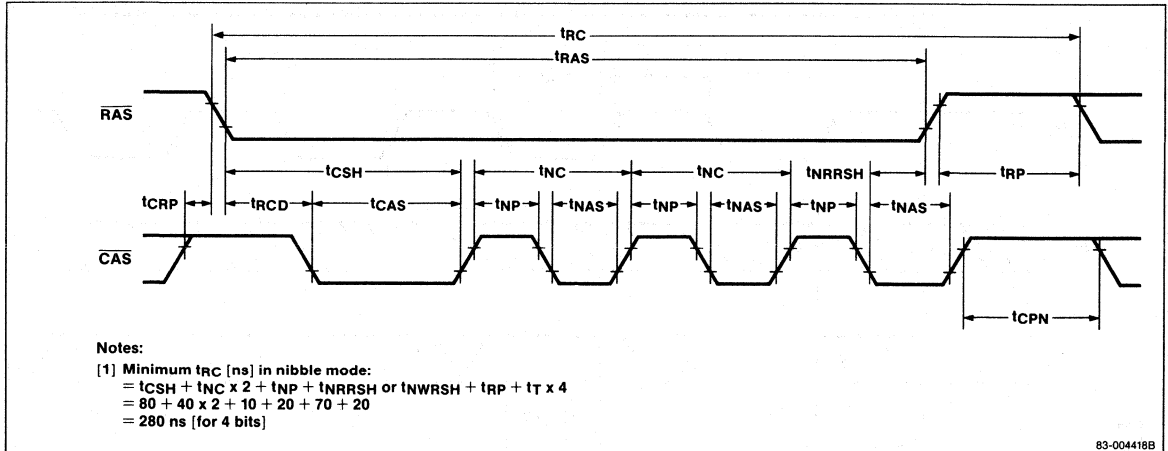 tRC
tRAS
RAS
tCSH
tNC
tNC
tNRRSH
tRP
tCRP
tRCD
tCAS
tNP
tNAS
tNP
tNAS
tNP
tNAS
CAS
tCPN
Notes:
[1] Minimum tRC [ns] in nibble mode:
= tCSH + tNC x 2 + tNP + tNRRSH or tNWRSH + tRP + tT x 4
= 80 + 40 x 2 + 10 + 20 + 70 + 20
= 280 ns [for 4 bits]
83-004418B